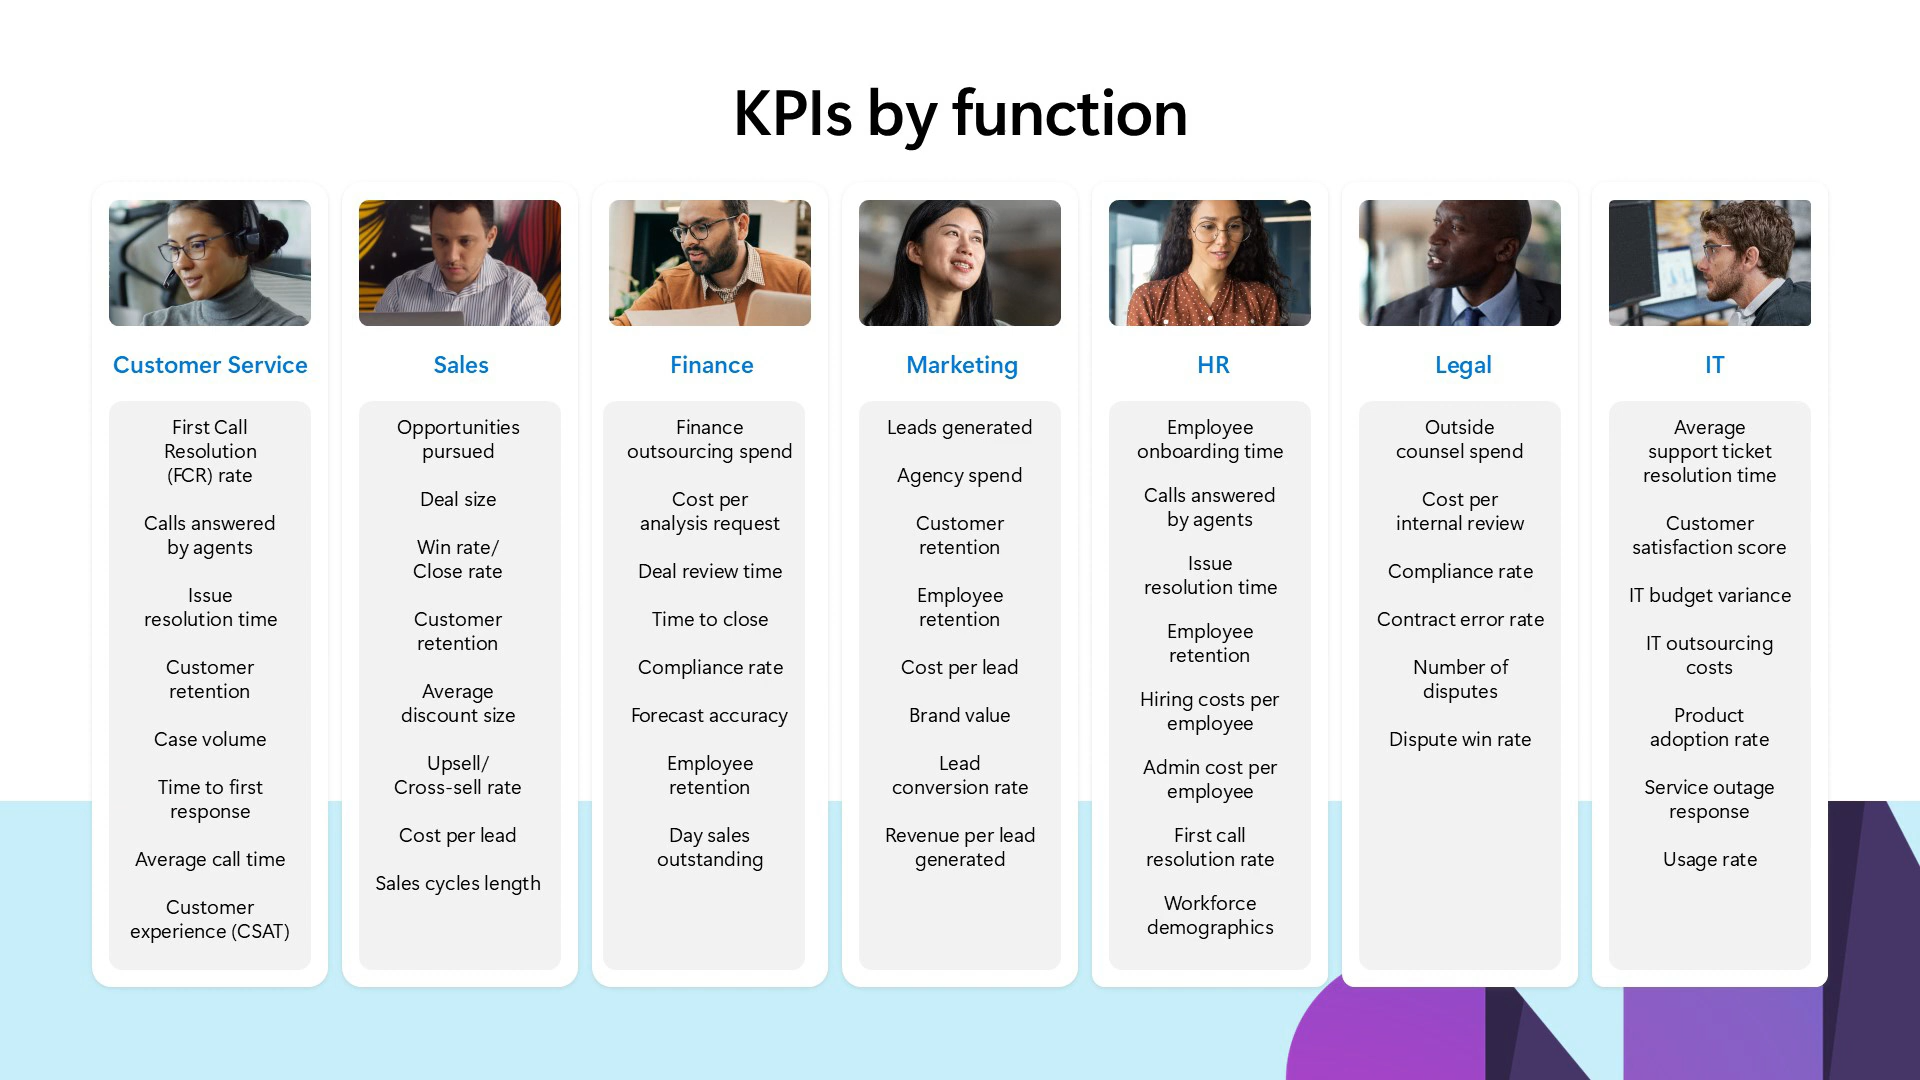 KPIs by function
Customer Service
First Call
Resolution
(FCR) rate
Calls answered
by agents
Issue
resolution time
Customer
retention
Case volume
Time to first
response
Average call time
Customer
experience (CSAT)
Sales
Opportunities
pursued
Deal size
Win rate/
Close rate
Customer
retention
Average
discount size
Upsell/
Cross-sell rate
Cost per lead
Sales cycles length
Finance
Finance
outsourcing spend
Cost per
analysis request
Deal review time
Time to close
Compliance rate
Forecast accuracy
Employee
retention
Day sales
outstanding
Marketing
Leads generated
Agency spend
Customer
retention
Employee
retention
Cost per lead
Brand value
Lead
conversion rate
Revenue per lead
generated
HR
Employee
onboarding time
Calls answered
by agents
Issue
resolution time
Employee
retention
Hiring costs per
employee
Admin cost per
employee
First call
resolution rate
Workforce
demographics
Legal
Outside
counsel spend
Cost per
internal review
Compliance rate
Contract error rate
Number of
disputes
Dispute win rate
IT
Average
support ticket
resolution time
Customer
satisfaction score
IT budget variance
IT outsourcing
costs
Product
adoption rate
Service outage
response
Usage rate